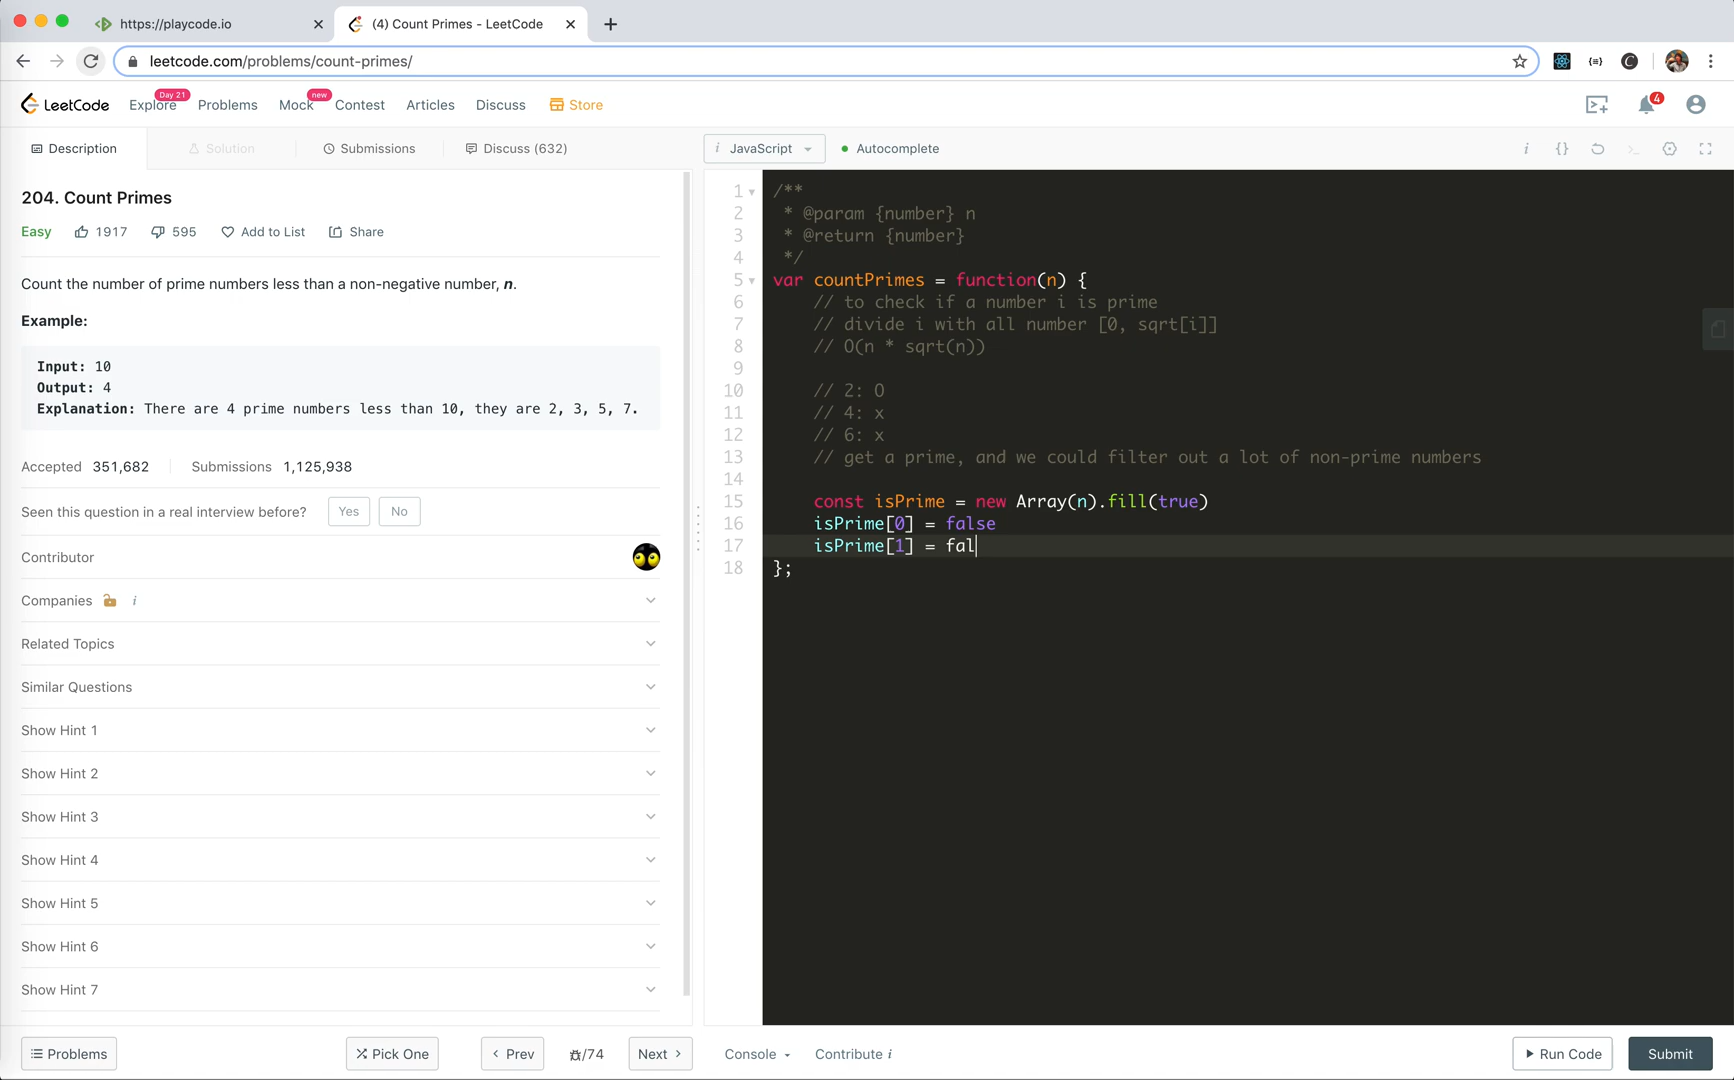 https://playcode.io
(4) Count Primes - LeetCode
leetcode.com/problems/count-primes/
LeetCode
Explore
Day 21
Problems
Mock
new
Contest
Articles
Discuss
Store
4
Description
Solution
Submissions
Discuss (632)
i JavaScript
Autocomplete
i {}
204. Count Primes
Easy 1917 595 Add to List Share
Count the number of prime numbers less than a non-negative number, n.
Example:
Input: 10
Output: 4
Explanation: There are 4 prime numbers less than 10, they are 2, 3, 5, 7.
Accepted 351,682 Submissions 1,125,938
Seen this question in a real interview before? Yes No
Contributor
Companies i
Related Topics
Similar Questions
Show Hint 1
Show Hint 2
Show Hint 3
Show Hint 4
Show Hint 5
Show Hint 6
Show Hint 7
1 /**
2 * @param {number} n
3 * @return {number}
4 */
5 var countPrimes = function(n) {
6 // to check if a number i is prime
7 // divide i with all number [0, sqrt[i]]
8 // O(n * sqrt(n))
9
10 // 2: O
11 // 4: x
12 // 6: x
13 // get a prime, and we could filter out a lot of non-prime numbers
14
15 const isPrime = new Array(n).fill(true)
16 isPrime[0] = false
17 isPrime[1] = fal
18 };
Problems
Pick One
Prev
/74
Next
Console
Contribute i
Run Code
Submit